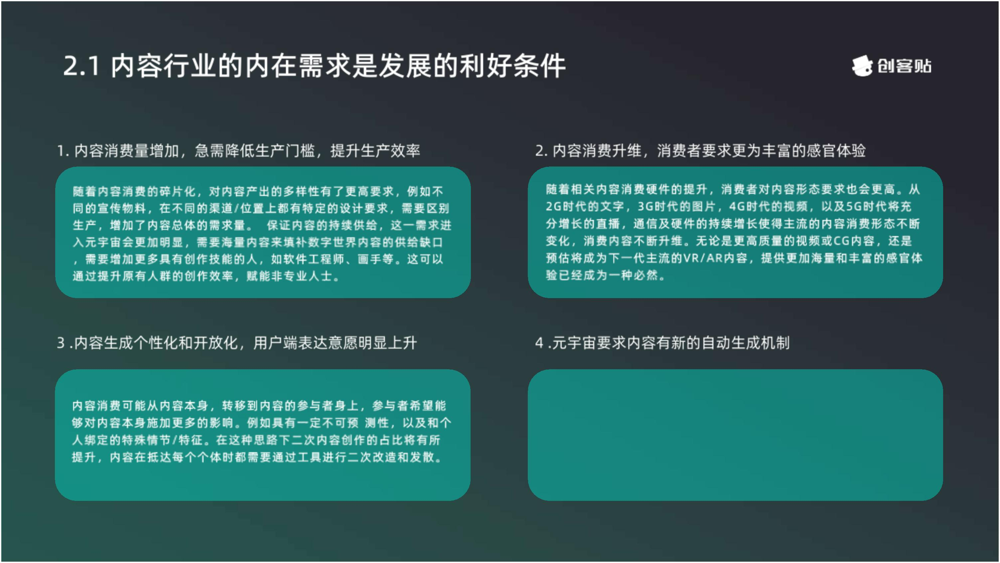 2.1 内容行业的内在需求是发展的利好条件
创客贴
1. 内容消费量增加，急需降低生产门槛，提升生产效率
随着内容消费的碎片化，对内容产出的多样性有了更高要求，例如不
同的宣传物料，在不同的渠道/位置上都有特定的设计要求，需要区别
生产，增加了内容总体的需求量。 保证内容的持续供给，这一需求进
入元宇宙会更加明显，需要海量内容来填补数字世界内容的供给缺口
，需要增加更多具有创作技能的人，如软件工程师、画手等。这可以
通过提升原有人群的创作效率，赋能非专业人士。
2. 内容消费升维，消费者要求更为丰富的感官体验
随着相关内容消费硬件的提升，消费者对内容形态要求也会更高。从
2G时代的文字，3G时代的图片，4G时代的视频，以及5G时代将充
分增长的直播，通信及硬件的持续增长使得主流的内容消费形态不断
变化，消费内容不断升维。无论是更高质量的视频或CG内容，还是
预估将成为下一代主流的VR/AR内容，提供更加海量和丰富的感官体
验已经成为一种必然。
3 .内容生成个性化和开放化，用户端表达意愿明显上升
内容消费可能从内容本身，转移到内容的参与者身上，参与者希望能
够对内容本身施加更多的影响。例如具有一定不可预 测性，以及和个
人绑定的特殊情节/特征。在这种思路下二次内容创作的占比将有所
提升，内容在抵达每个个体时都需要通过工具进行二次改造和发散。
4 .元宇宙要求内容有新的自动生成机制